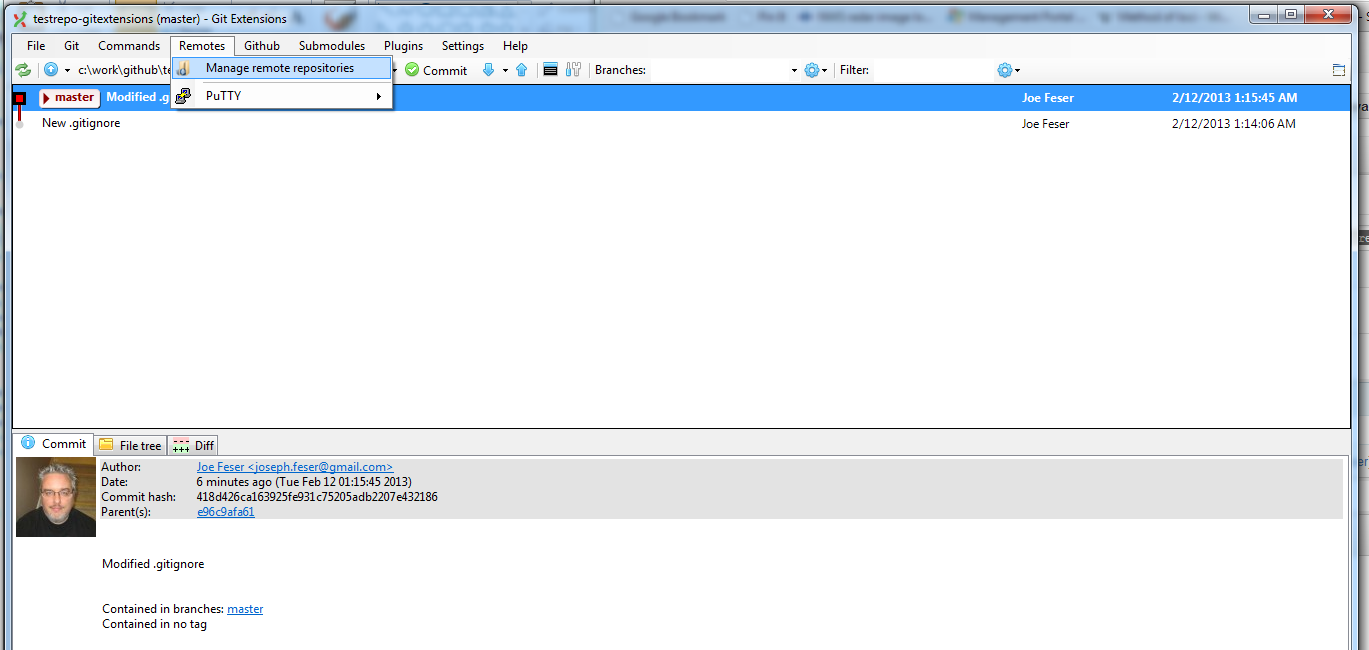 testrepo-gitextensions (master) - Git Extensions
File Git Commands Remotes Github Submodules Plugins Settings Help
c:\work\github\te Commit Branches: Filter:
Manage remote repositories
PuTTY
master Modified .g Joe Feser 2/12/2013 1:15:45 AM
New .gitignore Joe Feser 2/12/2013 1:14:06 AM
Commit File tree Diff
Author: Joe Feser <joseph.feser@gmail.com>
Date: 6 minutes ago (Tue Feb 12 01:15:45 2013)
Commit hash: 418d426ca163925fe931c75205adb2207e432186
Parent(s): e96c9afa61
Modified .gitignore
Contained in branches: master
Contained in no tag